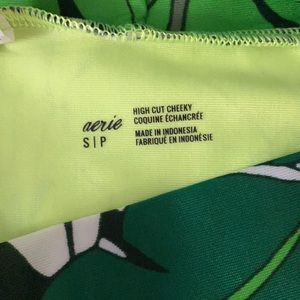 aerie
S|P
HIGH CUT CHEEKY
COQUINE ÉCHANCRÉE
MADE IN INDONESIA
FABRIQUÉ EN INDONÉSIE